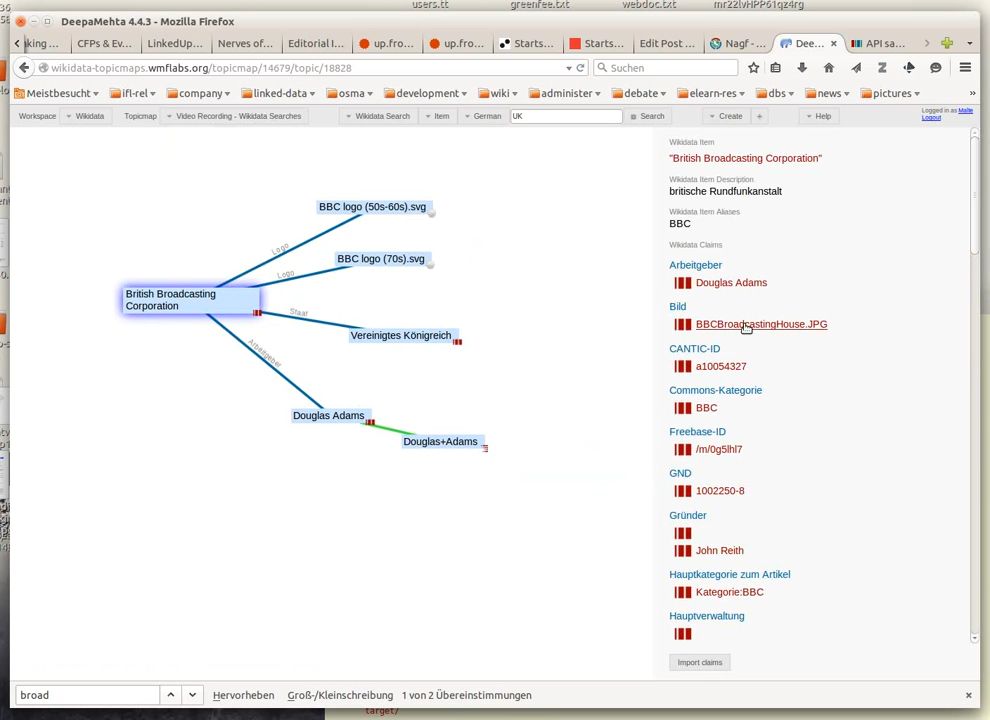 users.tt greenfee.txt webdoc.txt
DeepaMehta 4.4.3 - Mozilla Firefox
aking ... CFPs & Ev... LinkedUp... Nerves of... Editorial I... up.fro... up.fro... Starts... Starts... Edit Post ... Nagf - ... Dee... × API sa...
wikidata-topicmaps.wmflabs.org/topicmap/14679/topic/18828
Suchen
Meistbesucht ifl-rel company linked-data osma development wiki administer debate elearn-res dbs news pictures »
Workspace Wikidata Topicmap Video Recording - Wikidata Searches Wikidata Search Item German UK Search Create Help
Logged in as Malte
Logout
Wikidata Item
"British Broadcasting Corporation"
Wikidata Item Description
britische Rundfunkanstalt
Wikidata Item Aliases
BBC
Wikidata Claims
Arbeitgeber
Douglas Adams
Bild
BBCBroadcastingHouse.JPG
CANTIC-ID
a10054327
Commons-Kategorie
BBC
Freebase-ID
/m/0g5lhl7
GND
1002250-8
Gründer
John Reith
Hauptkategorie zum Artikel
Kategorie:BBC
Hauptverwaltung
Import claims
BBC logo (50s-60s).svg
Logo
BBC logo (70s).svg
Logo
British Broadcasting
Corporation
Staat
Vereinigtes Königreich
Arbeitgeber
Douglas Adams
Douglas+Adams
broad
Hervorheben Groß-/Kleinschreibung 1 von 2 Übereinstimmungen ×
target/